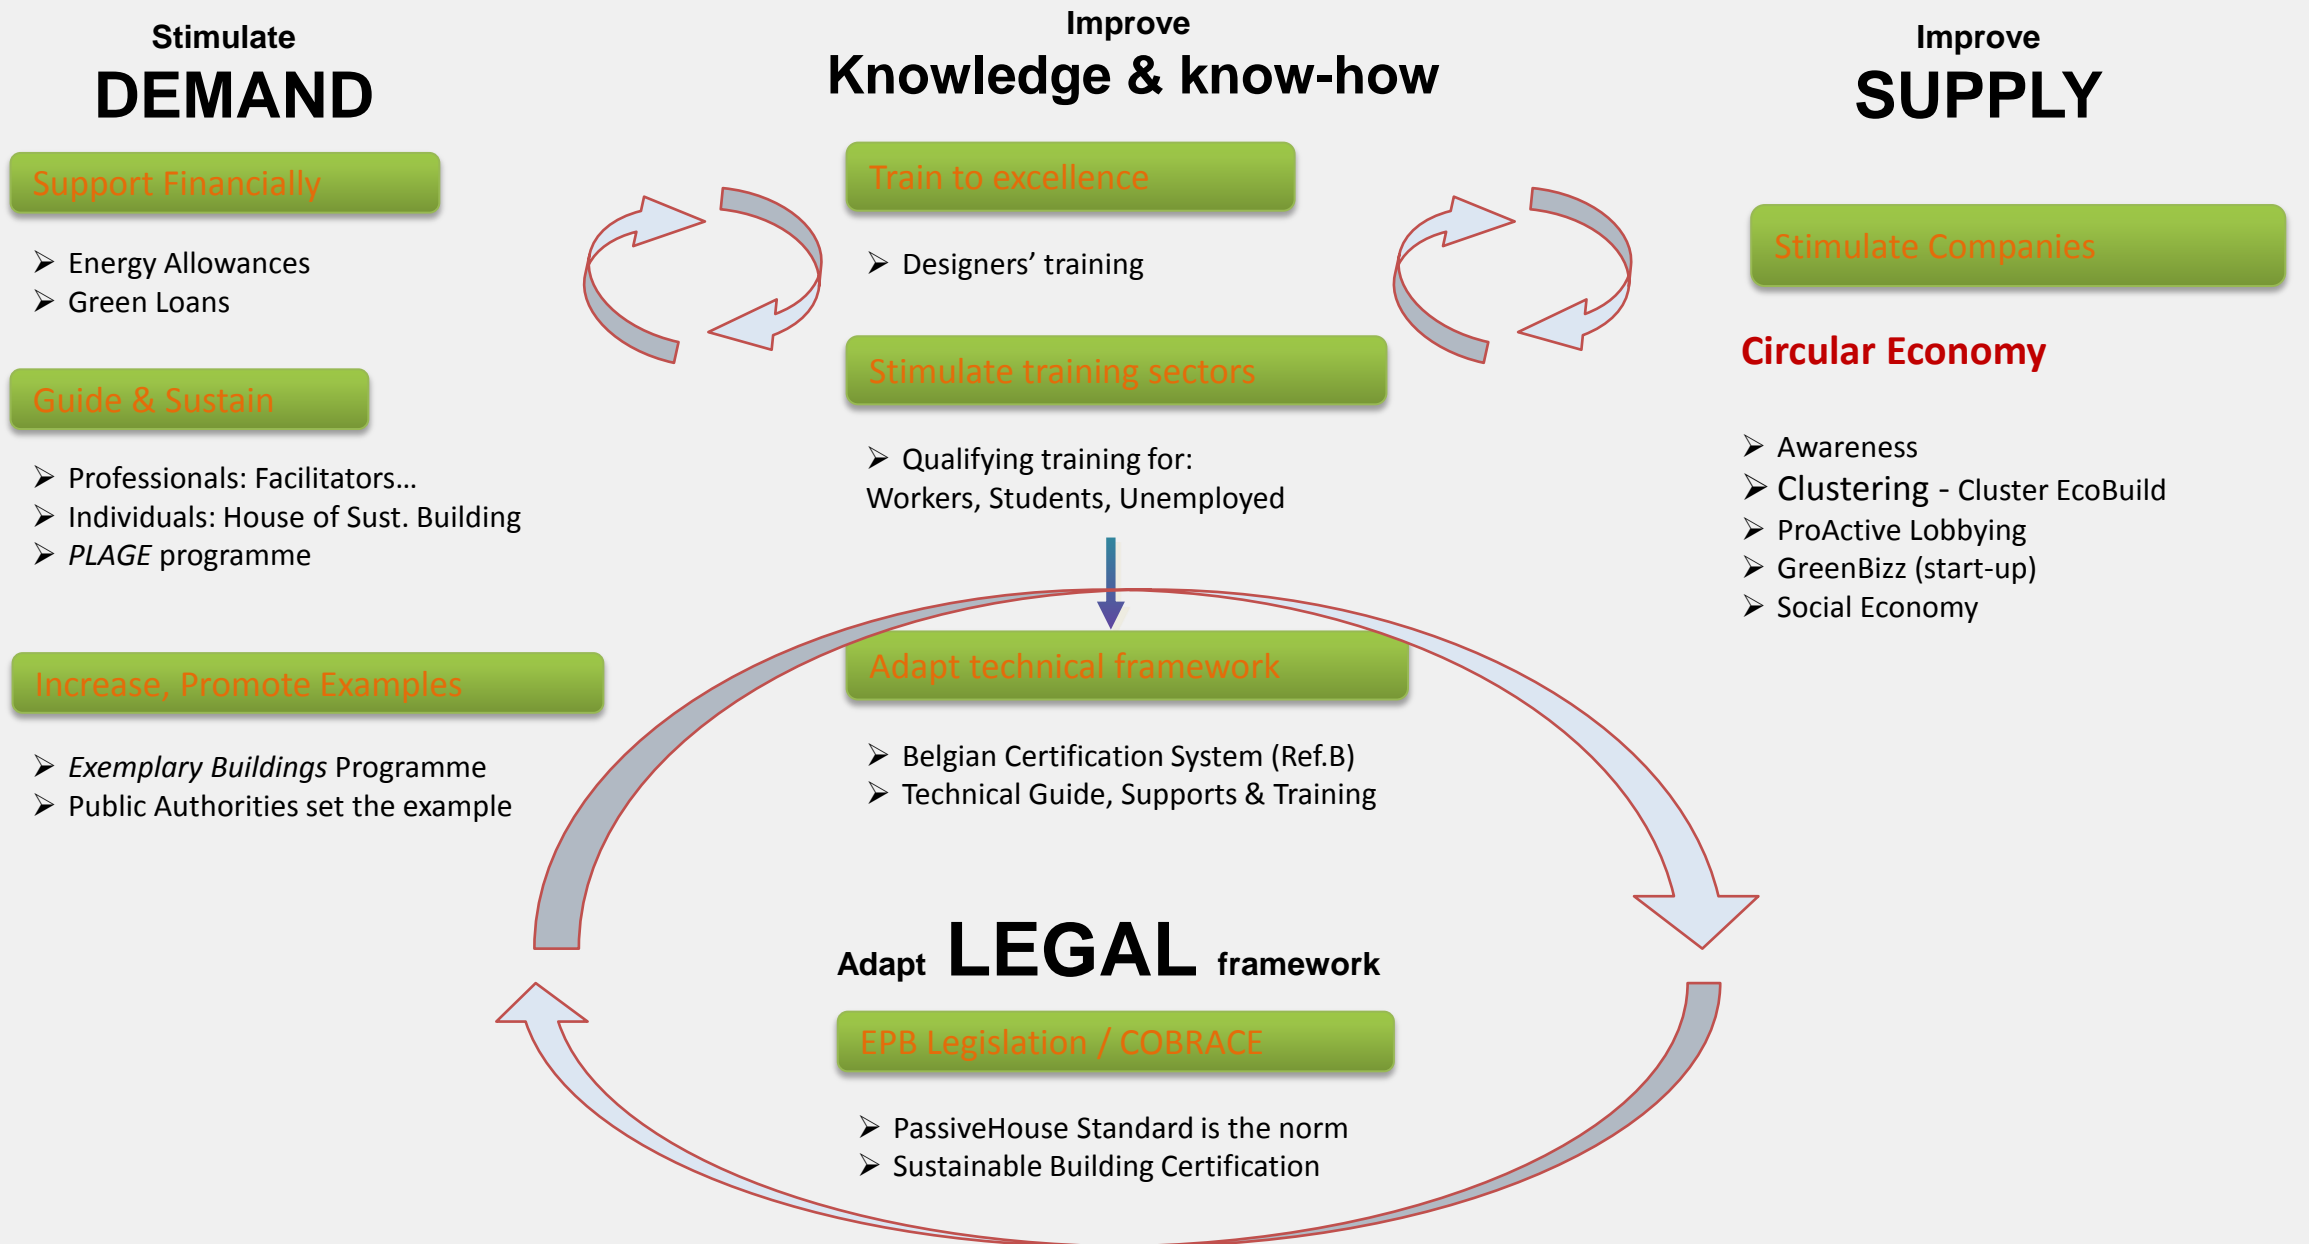 Stimulate
DEMAND
Support Financially
➢ Energy Allowances
➢ Green Loans
Guide & Sustain
➢ Professionals: Facilitators…
➢ Individuals: House of Sust. Building
➢ PLAGE programme
Increase, Promote Examples
➢ Exemplary Buildings Programme
➢ Public Authorities set the example
Improve
Knowledge & know-how
Train to excellence
➢ Designers’ training
Stimulate training sectors
➢ Qualifying training for:
Workers, Students, Unemployed
Adapt technical framework
➢ Belgian Certification System (Ref.B)
➢ Technical Guide, Supports & Training
Adapt LEGAL framework
EPB Legislation / COBRACE
➢ PassiveHouse Standard is the norm
➢ Sustainable Building Certification
Improve
SUPPLY
Stimulate Companies
Circular Economy
➢ Awareness
➢ Clustering - Cluster EcoBuild
➢ ProActive Lobbying
➢ GreenBizz (start-up)
➢ Social Economy